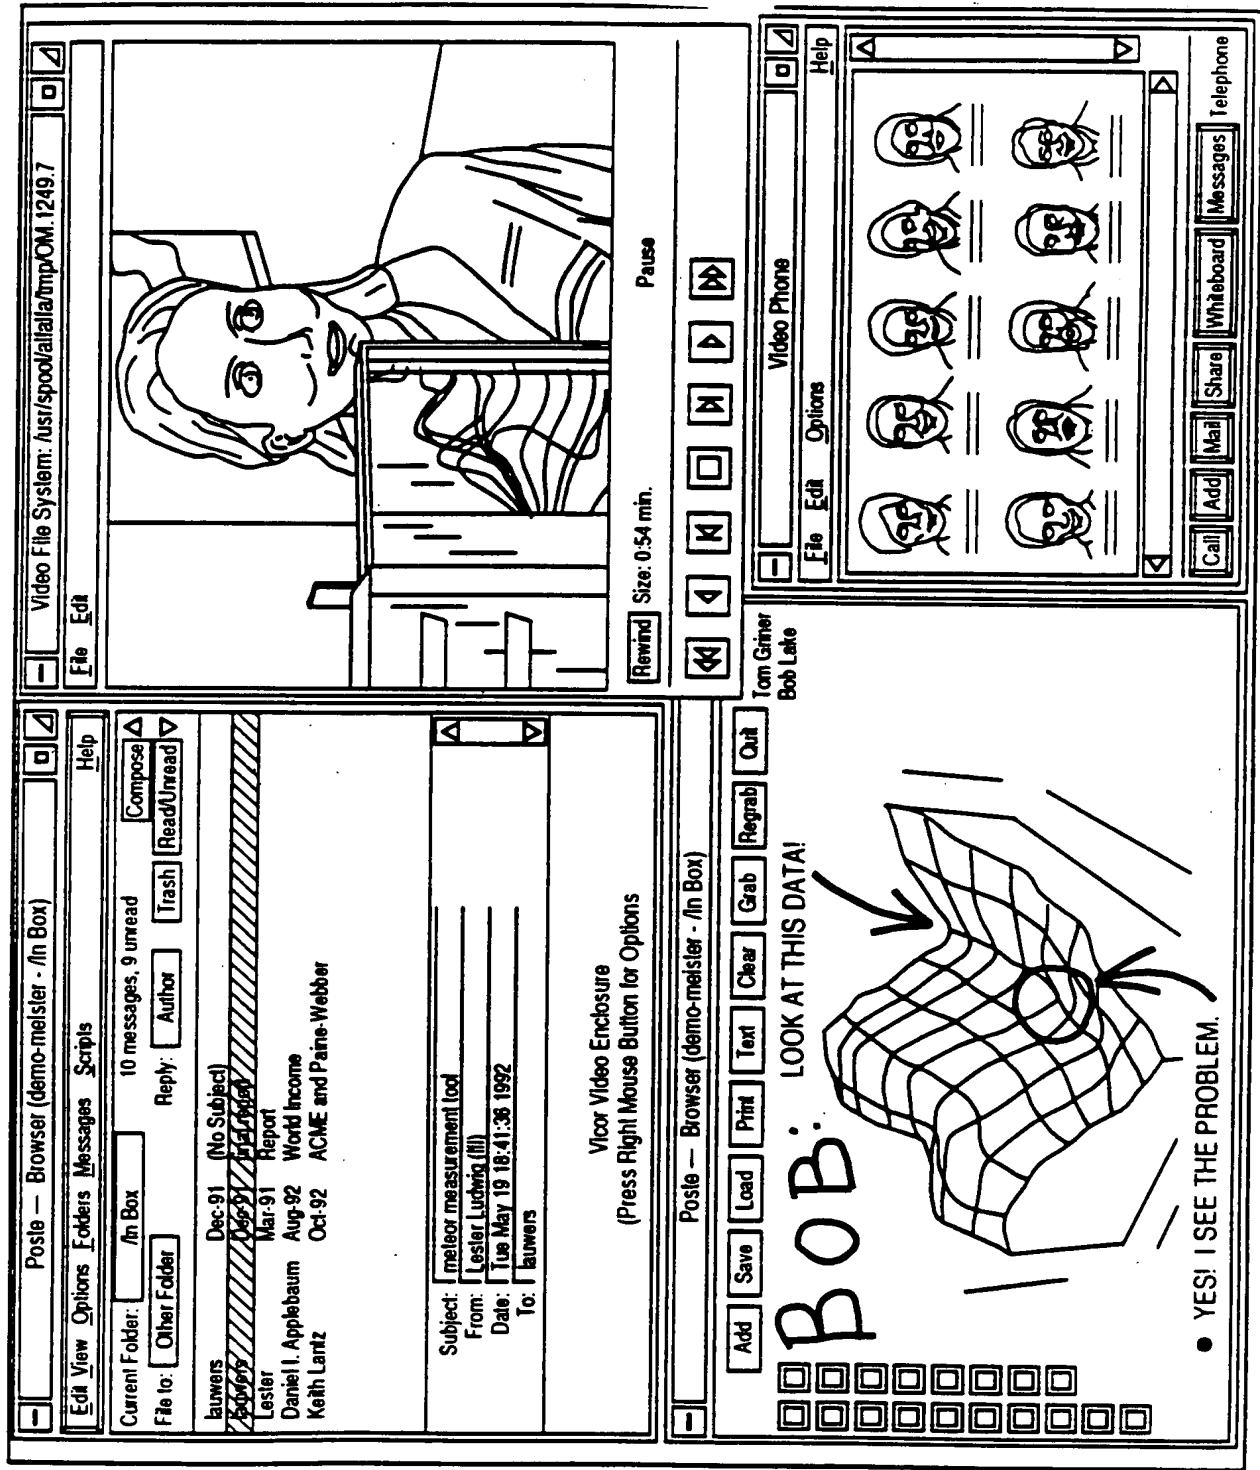 Poste — Browser (demo-meister - /In Box)
Edit View Options Folders Messages Scripts Help
Current Folder: /In Box 10 messages, 9 unread Compose
File to: Other Folder Reply: Author Trash Read/Unread
lauwers Dec-91 (No Subject)
Lester Mar-91 Report
Daniel I. Applebaum Aug-92 World Income
Keith Lantz Oct-92 ACME and Paine-Webber
Subject: meteor measurement tool
From: Lester Ludwig (lll)
Date: Tue May 19 18:41:36 1992
To: lauwers
Vicor Video Enclosure
(Press Right Mouse Button for Options
Video File System: /usr/spool/allalla/tmp/OM.1249.7
File Edit
Rewind Size: 0:54 min. Pause
Poste — Browser (demo-meister - /In Box)
Add Save Load Print Text Clear Grab Regrab Quit
Tom Griner
Bob Lake
BOB:
LOOK AT THIS DATA!
● YES! I SEE THE PROBLEM.
Video Phone
File Edit Options Help
Call Add Mail Share Whiteboard Messages Telephone